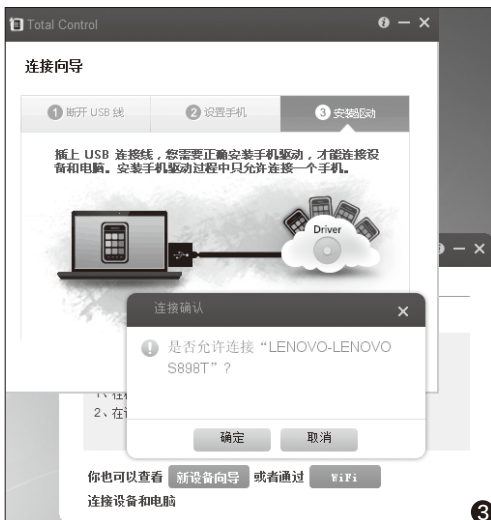 Total Control
连接向导
1 断开 USB 线
2 设置手机
3 安装驱动
插上 USB 连接线，您需要正确安装手机驱动，才能连接设
备和电脑。安装手机驱动过程中只允许连接一个手机。
Driver
连接确认
是否允许连接“LENOVO-LENOVO
S898T”?
确定
取消
1、在
2、在
你也可以查看 新设备向导 或者通过 WiFi
连接设备和电脑
❸